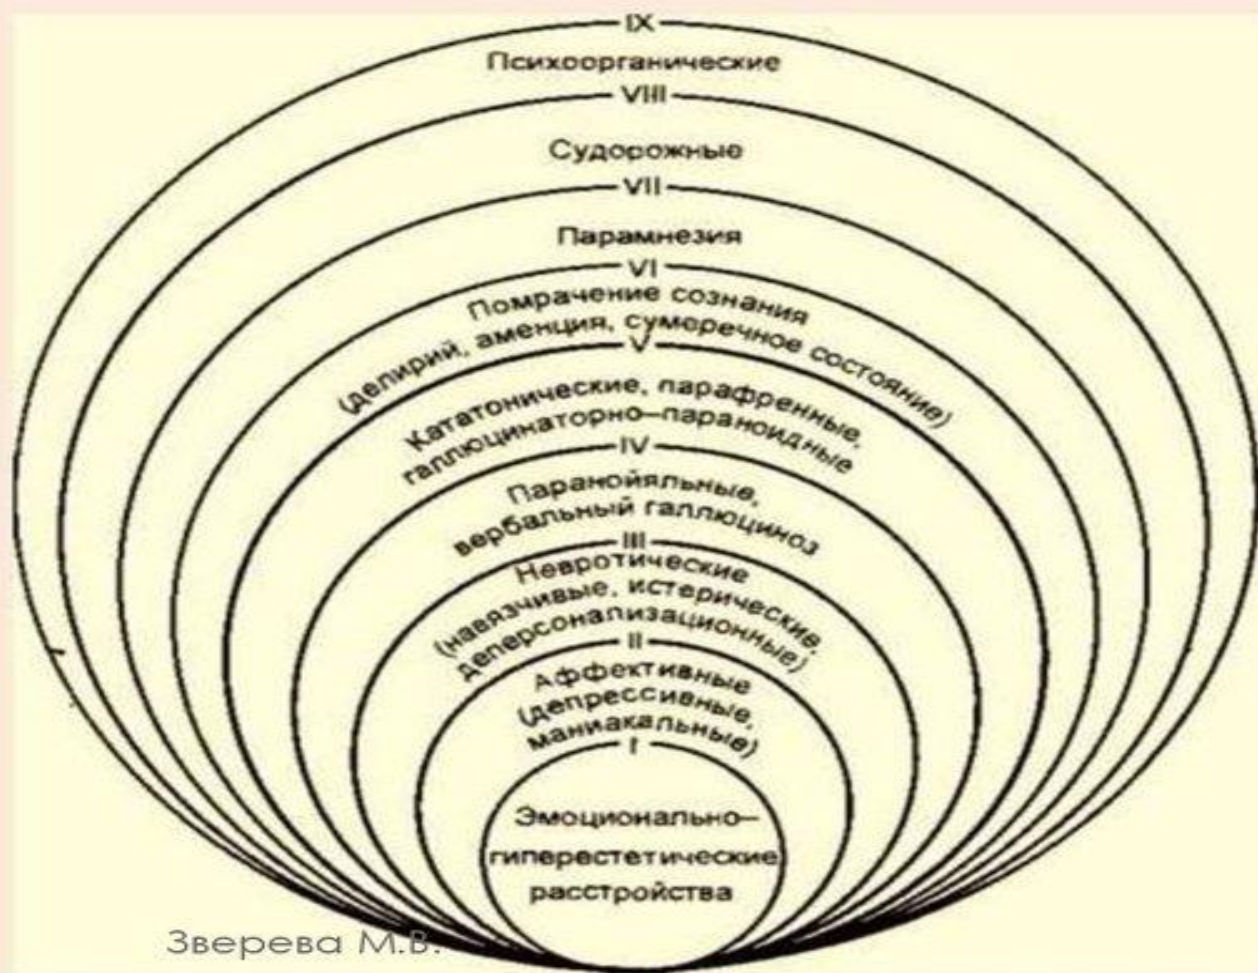 IX
Психоорганические
VIII
Судорожные
VII
Парамнезия
VI
Помрачение сознания
(делирий, аменция, сумеречное состояние)
V
Кататонические, парафренные,
галлюцинаторно–параноидные
IV
Паранойяльные,
вербальный галлюциноз
III
Невротические
(навязчивые, истерические,
деперсонализационные)
II
Аффективные
(депрессивные,
маниакальные)
I
Эмоционально–
гиперестетические
расстройства
Зверева М.В.